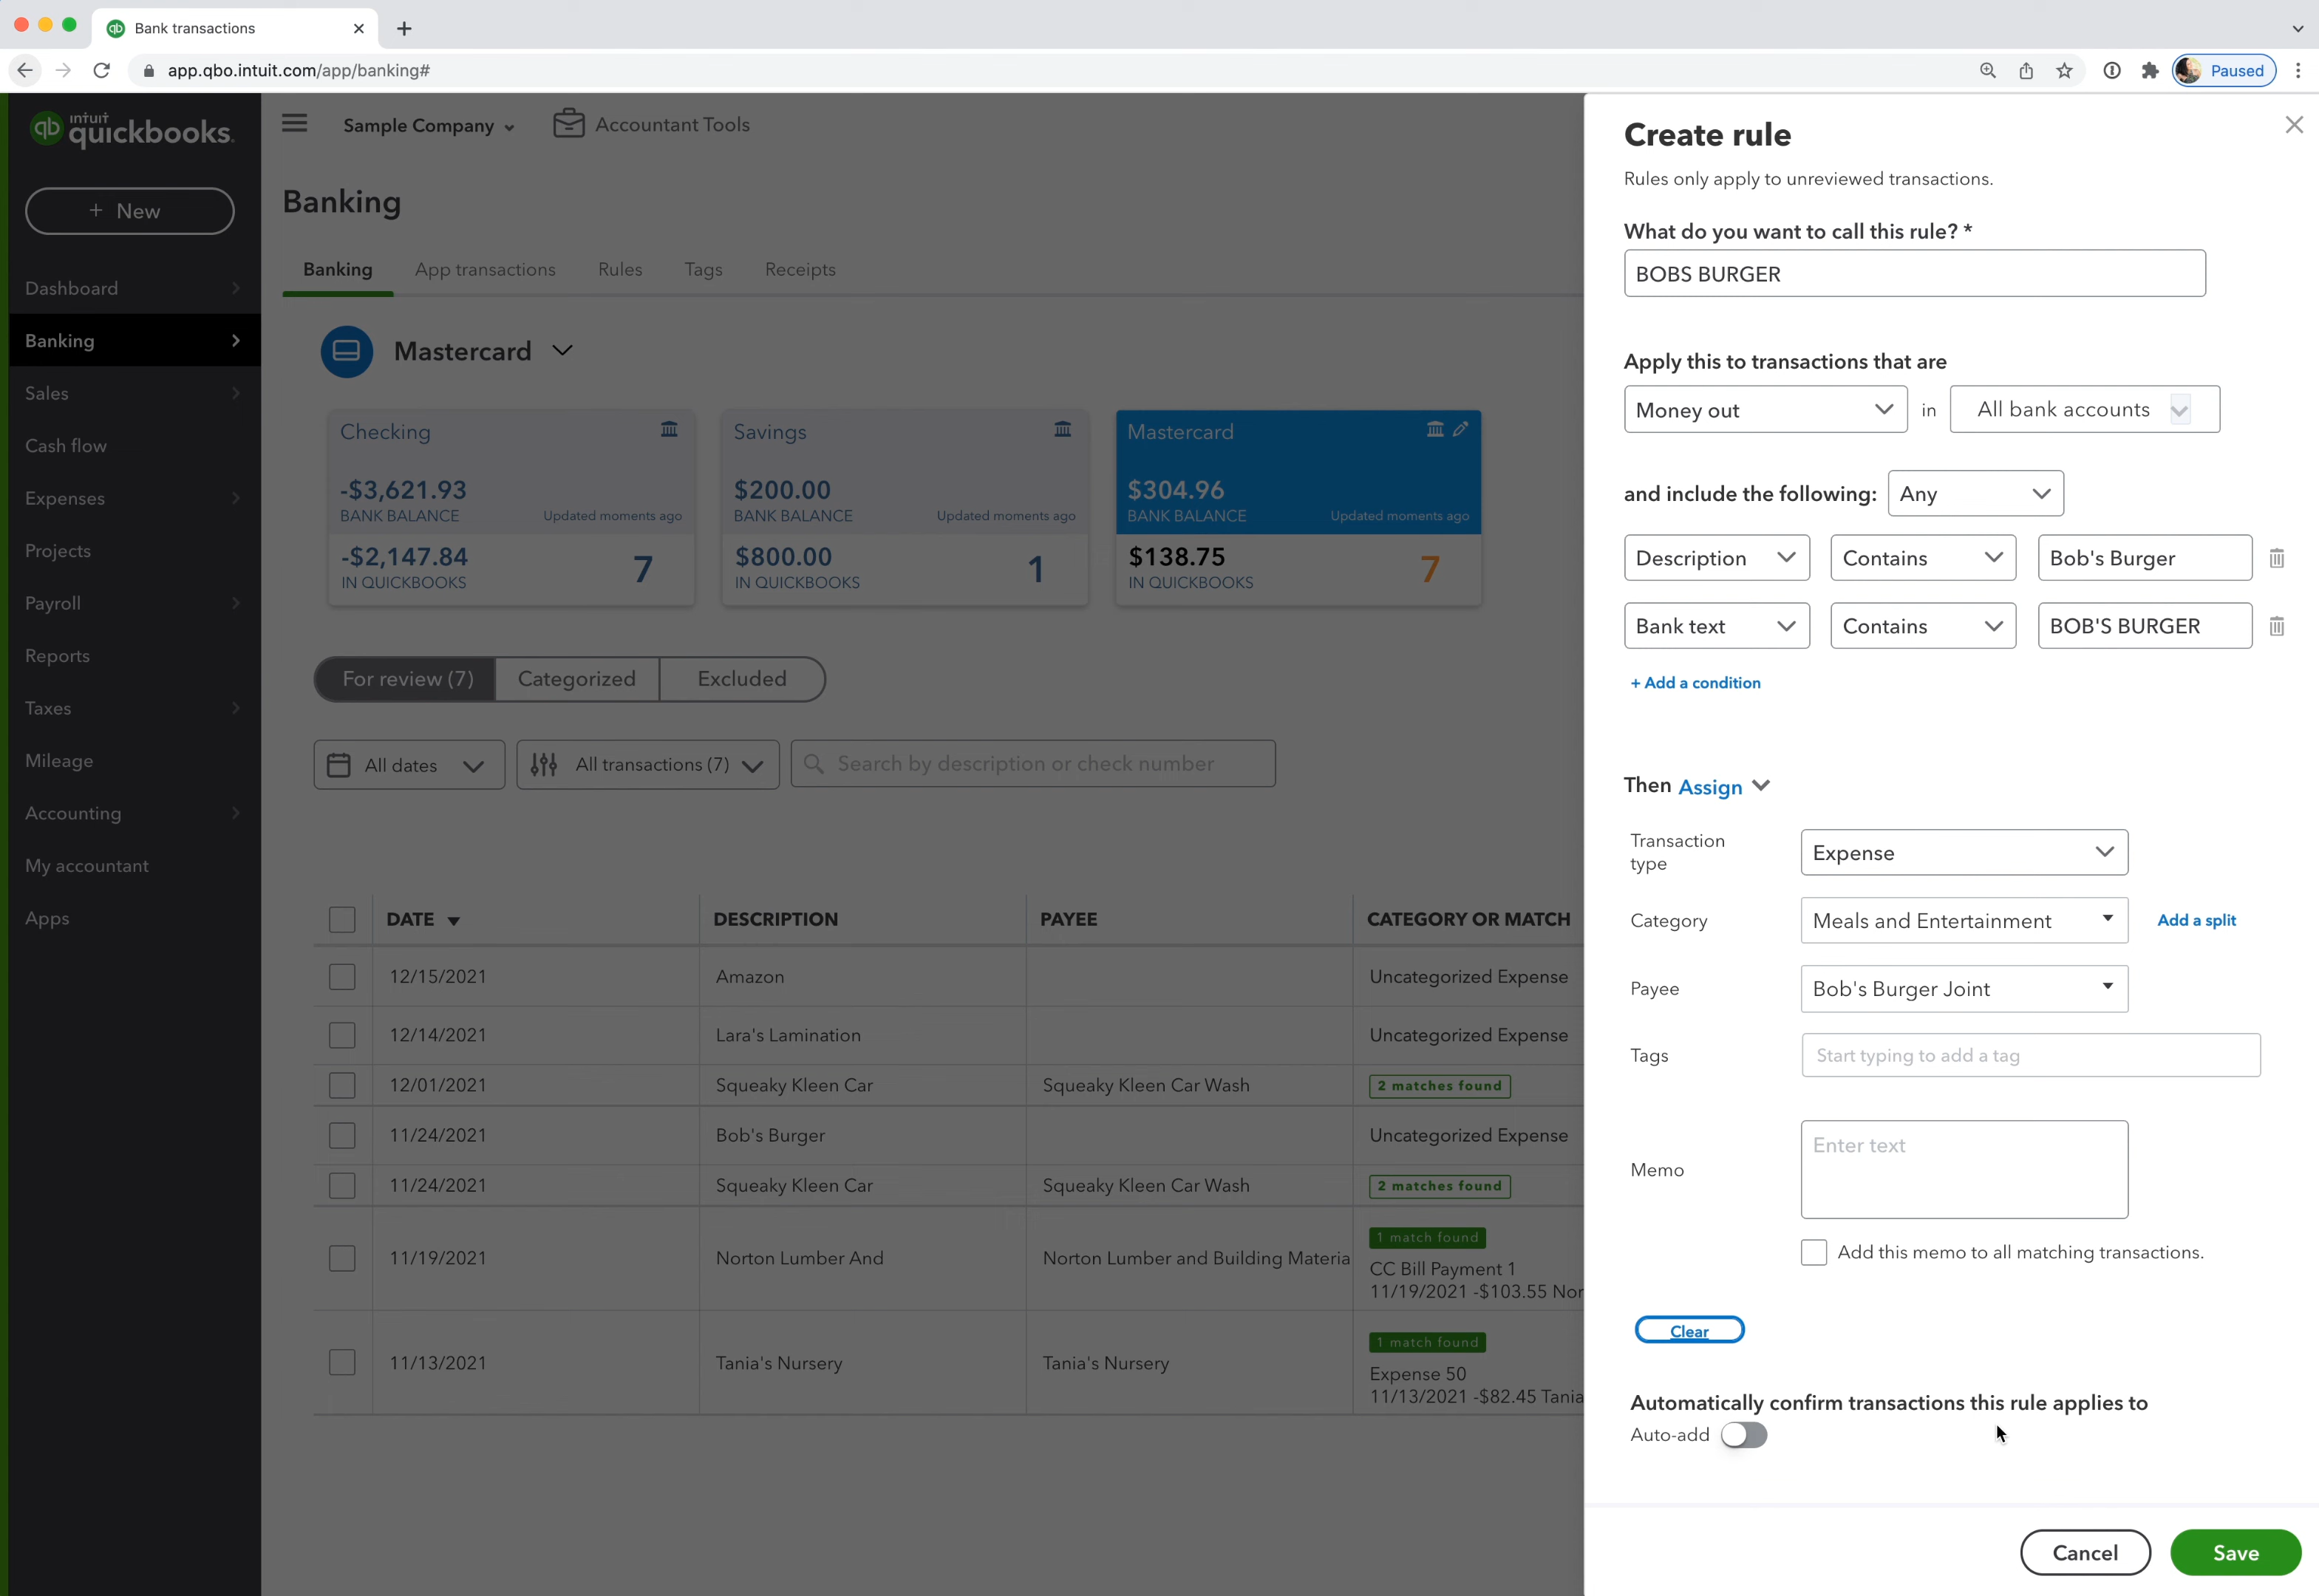 Bank transactions
app.qbo.intuit.com/app/banking#
Paused
intuit
quickbooks.
+ New
Dashboard
Banking
Sales
Cash flow
Expenses
Projects
Payroll
Reports
Taxes
Mileage
Accounting
My accountant
Apps
Sample Company
Accountant Tools
Banking
Banking App transactions Rules Tags Receipts
Mastercard
Checking
-$3,621.93
BANK BALANCE Updated moments ago
-$2,147.84
IN QUICKBOOKS 7
Savings
$200.00
BANK BALANCE Updated moments ago
$800.00
IN QUICKBOOKS 1
Mastercard
$304.96
BANK BALANCE Updated moments ago
$138.75
IN QUICKBOOKS 7
For review (7) Categorized Excluded
All dates All transactions (7) Search by description or check number
DATE DESCRIPTION PAYEE CATEGORY OR MATCH
12/15/2021 Amazon Uncategorized Expense
12/14/2021 Lara's Lamination Uncategorized Expense
12/01/2021 Squeaky Kleen Car Squeaky Kleen Car Wash 2 matches found
11/24/2021 Bob's Burger Uncategorized Expense
11/24/2021 Squeaky Kleen Car Squeaky Kleen Car Wash 2 matches found
1 match found
11/19/2021 Norton Lumber And Norton Lumber and Building Materia CC Bill Payment 1
11/19/2021 -$103.55 Nor
1 match found
11/13/2021 Tania's Nursery Tania's Nursery Expense 50
11/13/2021 -$82.45 Tania
Create rule
Rules only apply to unreviewed transactions.
What do you want to call this rule? *
BOBS BURGER
Apply this to transactions that are
Money out in All bank accounts
and include the following: Any
Description Contains Bob's Burger
Bank text Contains BOB'S BURGER
+ Add a condition
Then Assign
Transaction
type Expense
Category Meals and Entertainment Add a split
Payee Bob's Burger Joint
Tags Start typing to add a tag
Memo Enter text
Add this memo to all matching transactions.
Clear
Automatically confirm transactions this rule applies to
Auto-add
Cancel Save